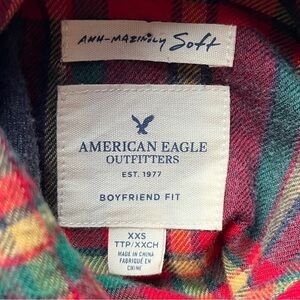 AHH-MAZINGLY Soft
AMERICAN EAGLE
OUTFITTERS
EST. 1977
BOYFRIEND FIT
XXS
TTP/XXCH
MADE IN CHINA
FABRIQUÉ EN
CHINE